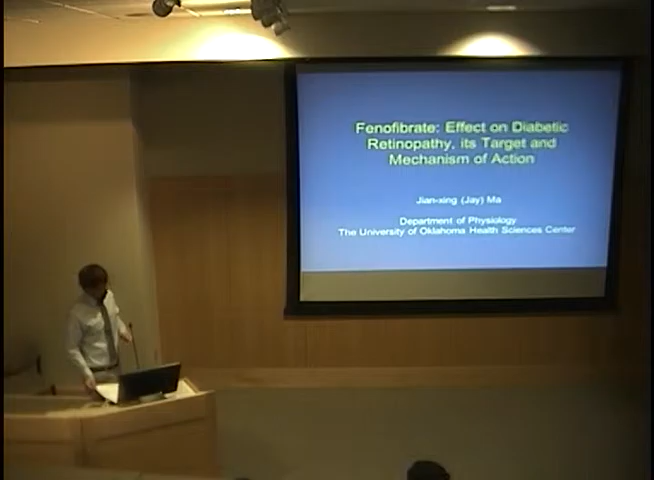 Fenofibrate: Effect on Diabetic
Retinopathy, its Target and
Mechanism of Action
Jian-xing (Jay) Ma
Department of Physiology
The University of Oklahoma Health Sciences Center